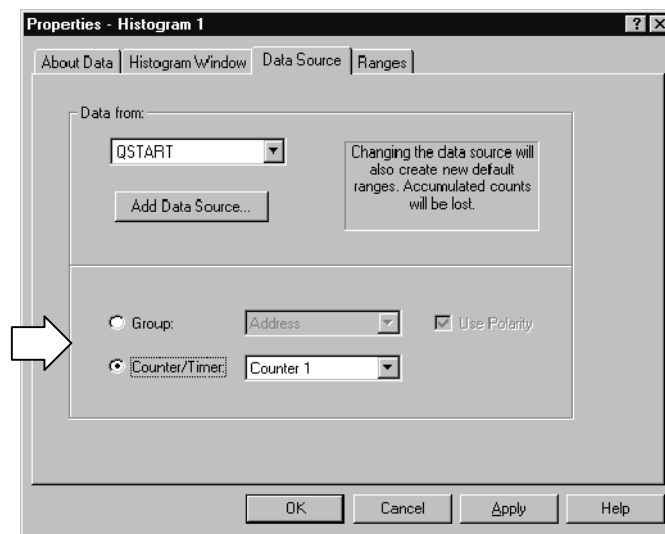 Properties - Histogram 1
About Data
Histogram Window
Data Source
Ranges
Data from:
QSTART
Add Data Source...
Changing the data source will
also create new default
ranges. Accumulated counts
will be lost.
Group:
Address
Use Polarity
Counter/Timer:
Counter 1
OK
Cancel
Apply
Help